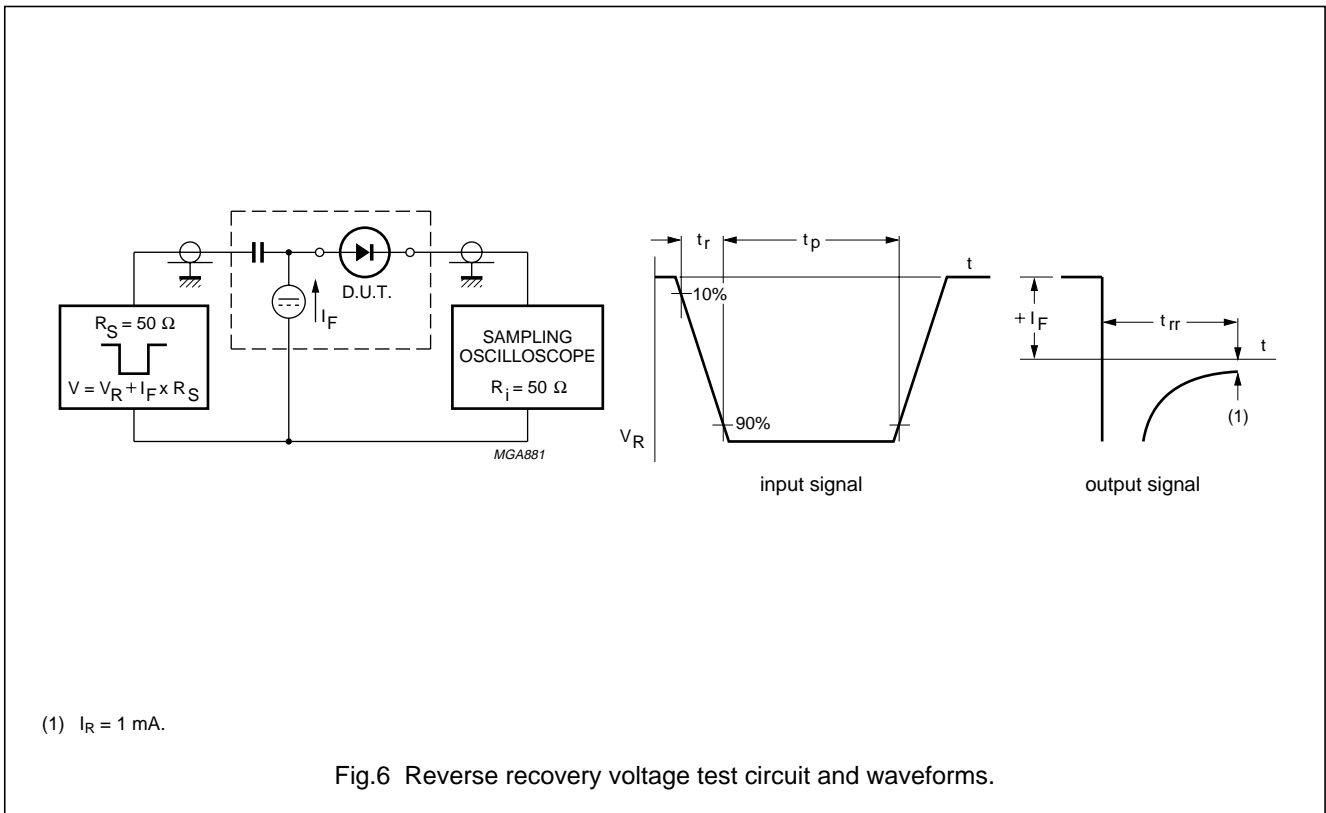 R_S = 50 Ω
V = V_R + I_F x R_S
I_F
D.U.T.
SAMPLING
OSCILLOSCOPE
R_i = 50 Ω
MGA881
t_r
t_p
t
10%
90%
V_R
input signal
+ I_F
t_rr
t
(1)
output signal
(1) I_R = 1 mA.
Fig.6 Reverse recovery voltage test circuit and waveforms.